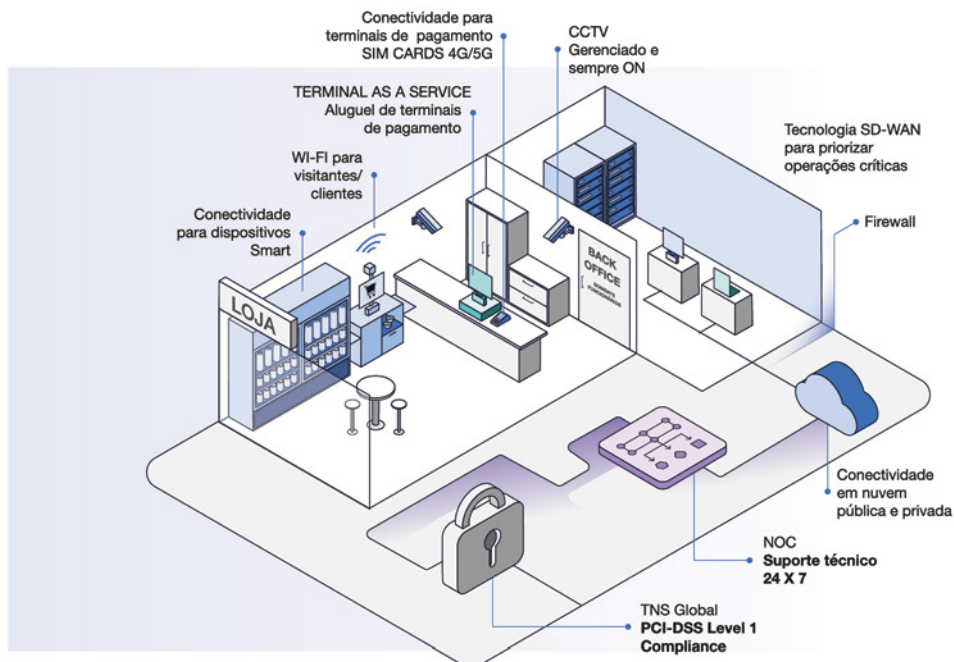 Conectividade para
terminais de pagamento
SIM CARDS 4G/5G
CCTV
Gerenciado e
sempre ON
TERMINAL AS A SERVICE
Aluguel de terminais
de pagamento
Tecnologia SD-WAN
para priorizar
operações críticas
WI-FI para
visitantes/
clientes
Conectividade
para dispositivos
Smart
Firewall
LOJA
BACK
OFFICE
SOMENTE
FUNCIONÁRIOS
Conectividade
em nuvem
pública e privada
NOC
Suporte técnico
24 X 7
TNS Global
PCI-DSS Level 1
Compliance